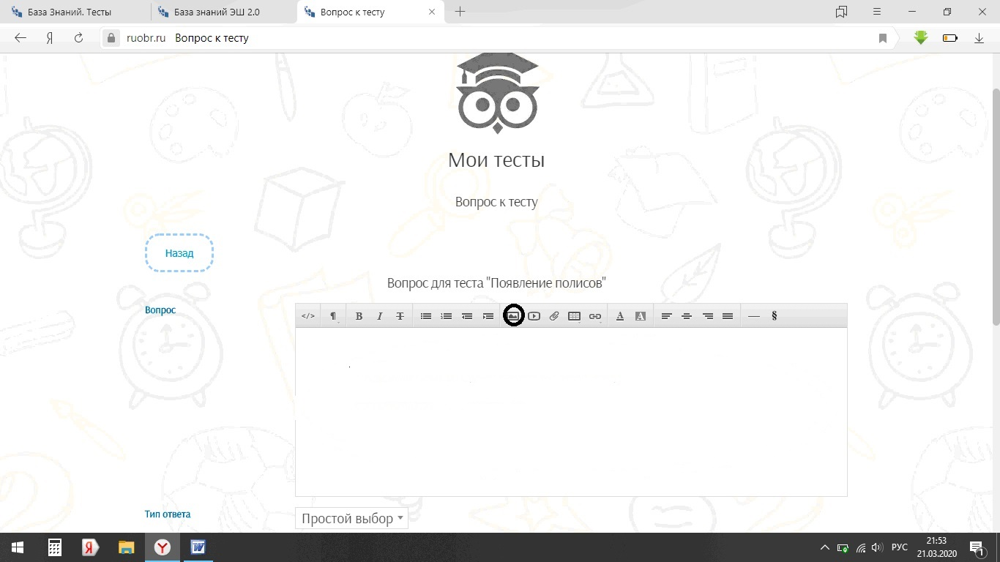 База Знаний. Тесты
База знаний ЭШ 2.0
Вопрос к тесту
Я
ruobr.ru Вопрос к тесту
Мои тесты
Вопрос к тесту
Назад
Вопрос для теста "Появление полисов"
Вопрос
</> ¶ B I T A A — §
Тип ответа
Простой выбор
Я Y W РУС
21:53
21.03.2020
1